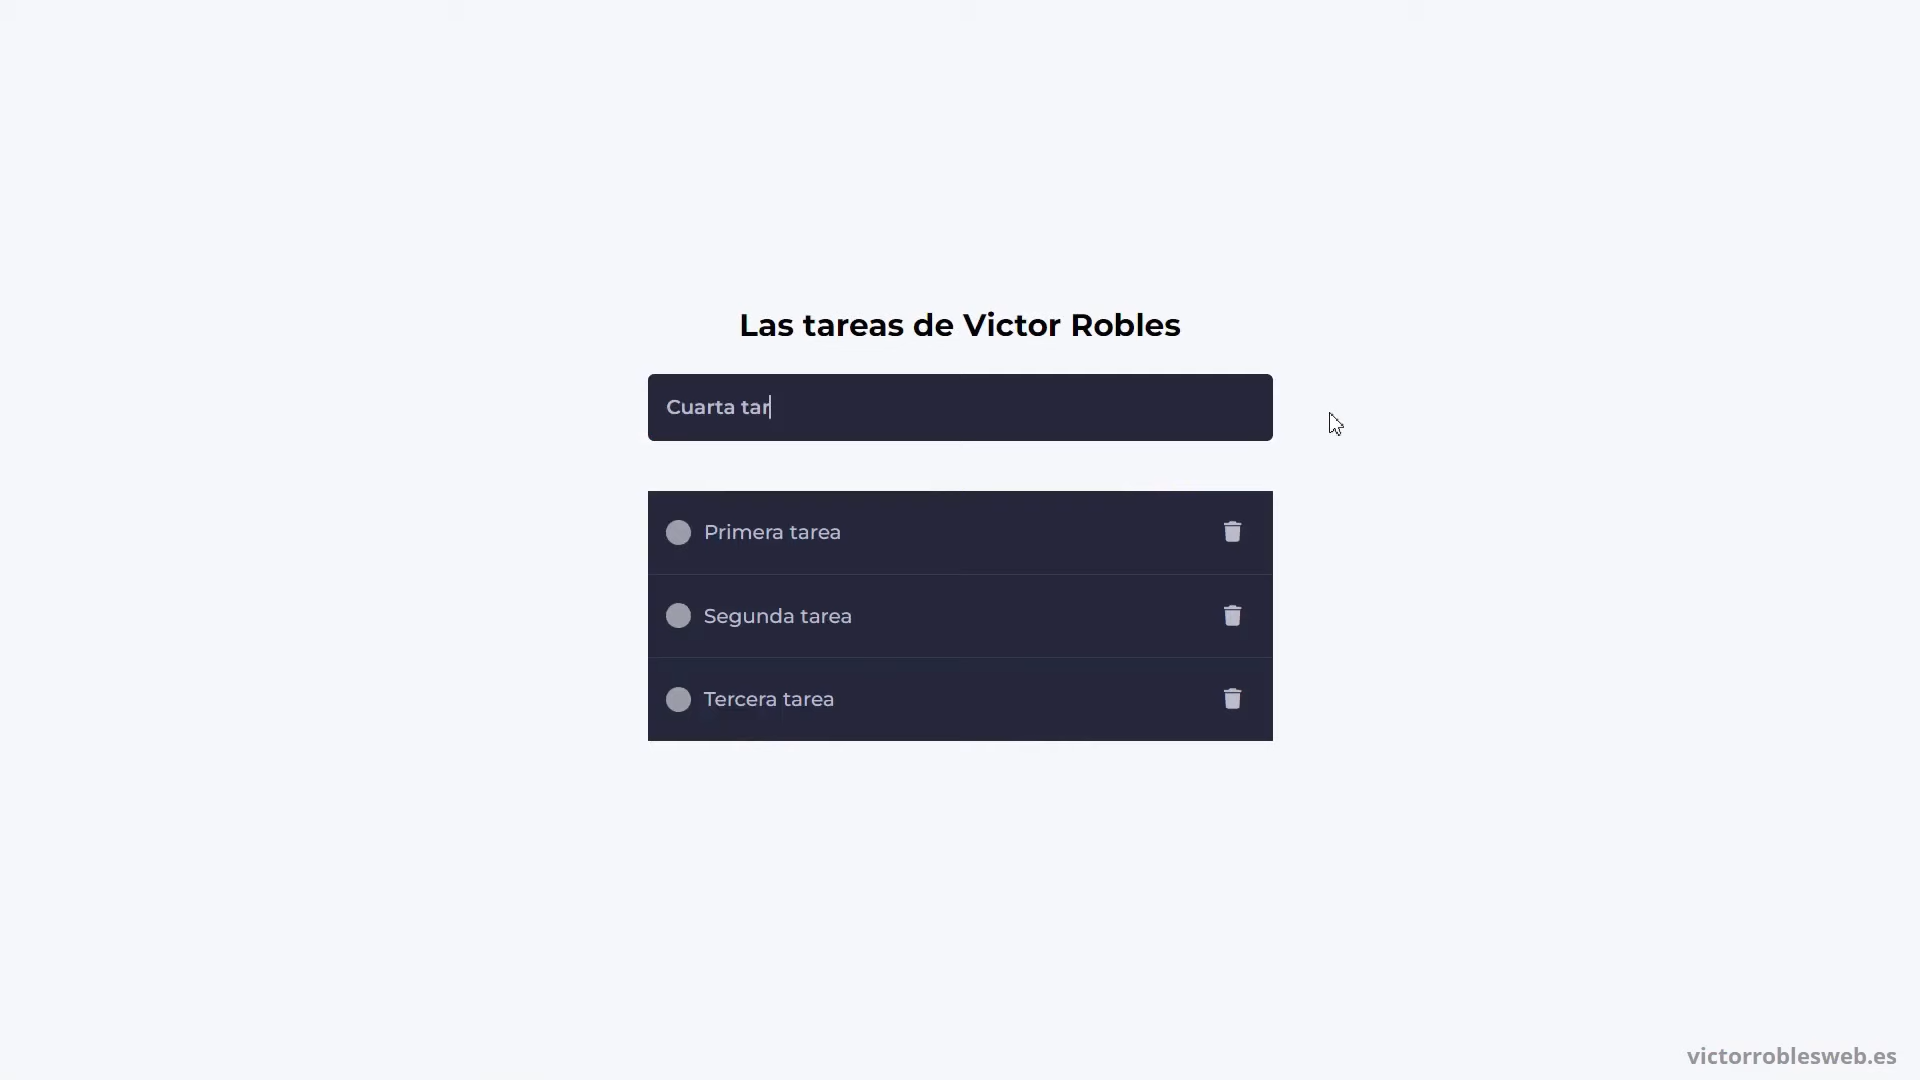 Las tareas de Victor Robles
Cuarta tar
Primera tarea
Segunda tarea
Tercera tarea
victorroblesweb.es